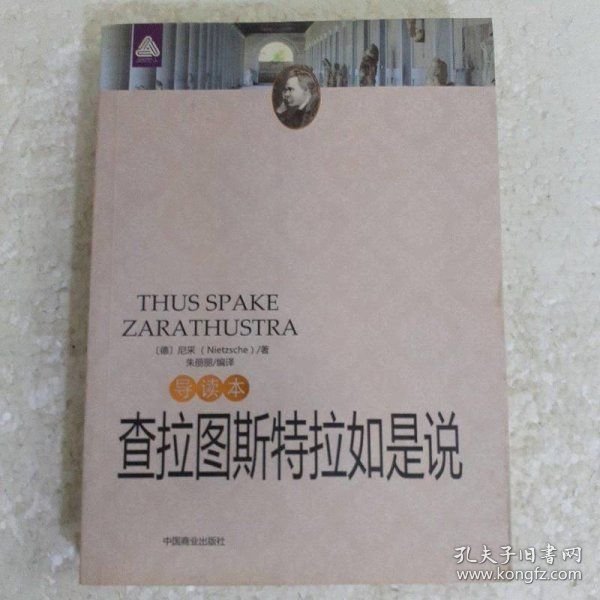 THUS SPAKE
ZARATHUSTRA
〔德〕尼采 （Nietzsche）/著
朱丽丽/编译
导读本
查拉图斯特拉如是说
中国商业出版社
孔夫子旧书网
www.kongfz.com